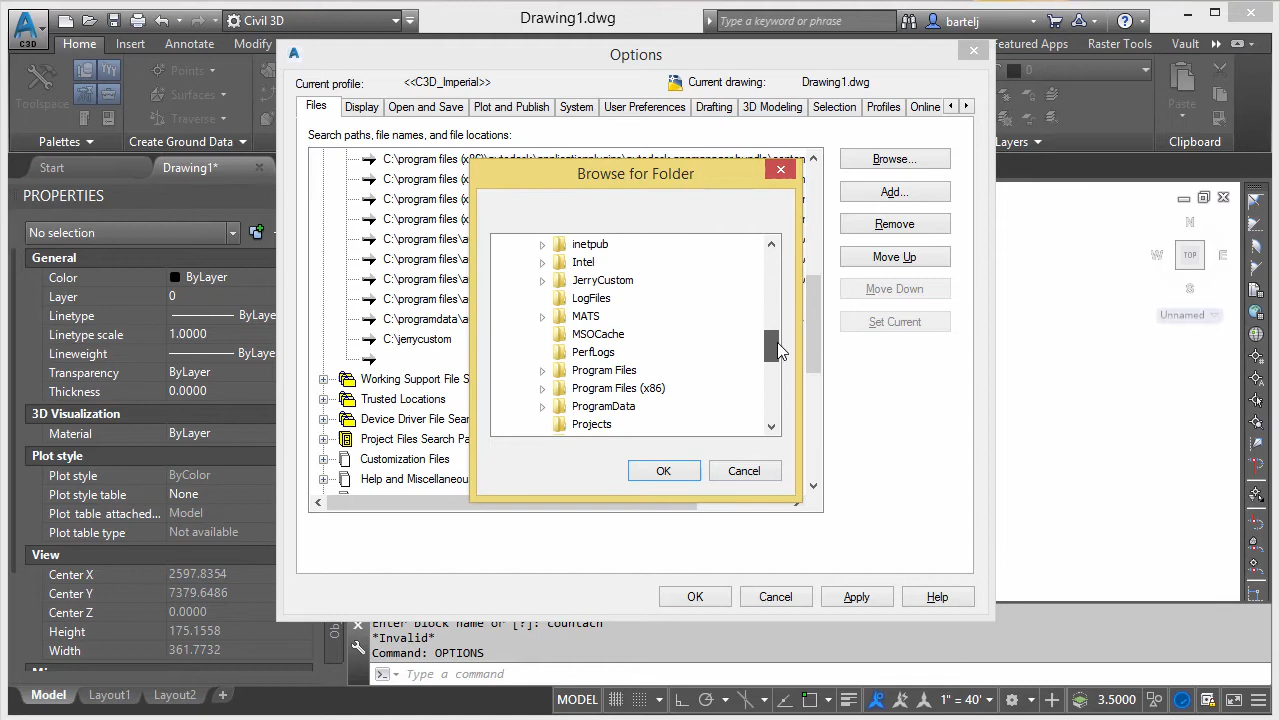 Civil 3D
Drawing1.dwg
Type a keyword or phrase
bartelj
C3D
Home
Insert
Annotate
Modify
Featured Apps
Raster Tools
Vault
Toolspace
Points
Surfaces
Traverse
Palettes
Create Ground Data
0
Paste
Layers
Clipboard
Start
Drawing1*
PROPERTIES
No selection
General
Color ByLayer
Layer 0
Linetype ByLaye
Linetype scale 1.0000
Lineweight ByLaye
Transparency ByLayer
Thickness 0.0000
3D Visualization
Material ByLayer
Plot style
Plot style ByColor
Plot style table None
Plot table attached... Model
Plot table type Not available
View
Center X 2597.8354
Center Y 7379.6486
Center Z 0.0000
Height 175.1558
Width 361.7732
Options
Current profile: <<C3D_Imperial>> Current drawing: Drawing1.dwg
Files
Display
Open and Save
Plot and Publish
System
User Preferences
Drafting
3D Modeling
Selection
Profiles
Online
Search paths, file names, and file locations:
C:\program files (x
C:\program files (x
C:\program files (x
C:\program files (x
C:\program files\a
C:\program files\a
C:\program files\a
C:\program files\a
C:\programdata\a
C:\jerrycustom
Working Support File S
Trusted Locations
Device Driver File Sear
Project Files Search Pa
Customization Files
Help and Miscellaneou
Browse...
Add...
Remove
Move Up
Move Down
Set Current
OK
Cancel
Apply
Help
Browse for Folder
inetpub
Intel
JerryCustom
LogFiles
MATS
MSOCache
PerfLogs
Program Files
Program Files (x86)
ProgramData
Projects
OK
Cancel
N
W TOP E
S
Unnamed
Enter block name or [?]: countach
*Invalid*
Command: OPTIONS
Type a command
Model
Layout1
Layout2
MODEL
1" = 40'
3.5000